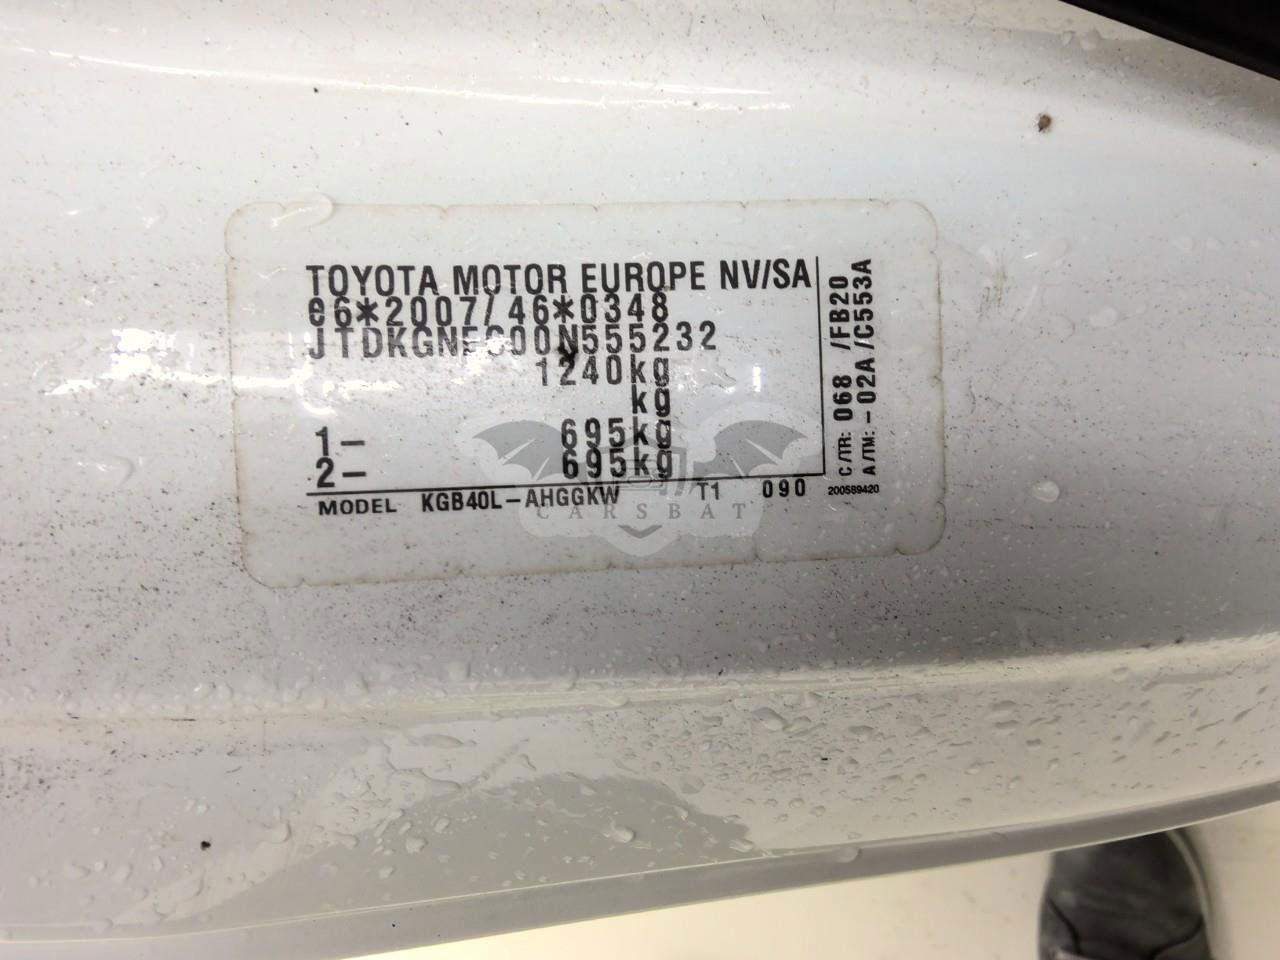 TOYOTA MOTOR EUROPE NV/SA
e6*2007/46*0348
JTDKGNEC00N555232
1240kg
kg
1- 695kg
2- 695kg
MODEL KGB40L-AHGGKW T1 090
C/TR: 068 /FB20
A/TM: -02A /C553A
200589420
CARSBAT